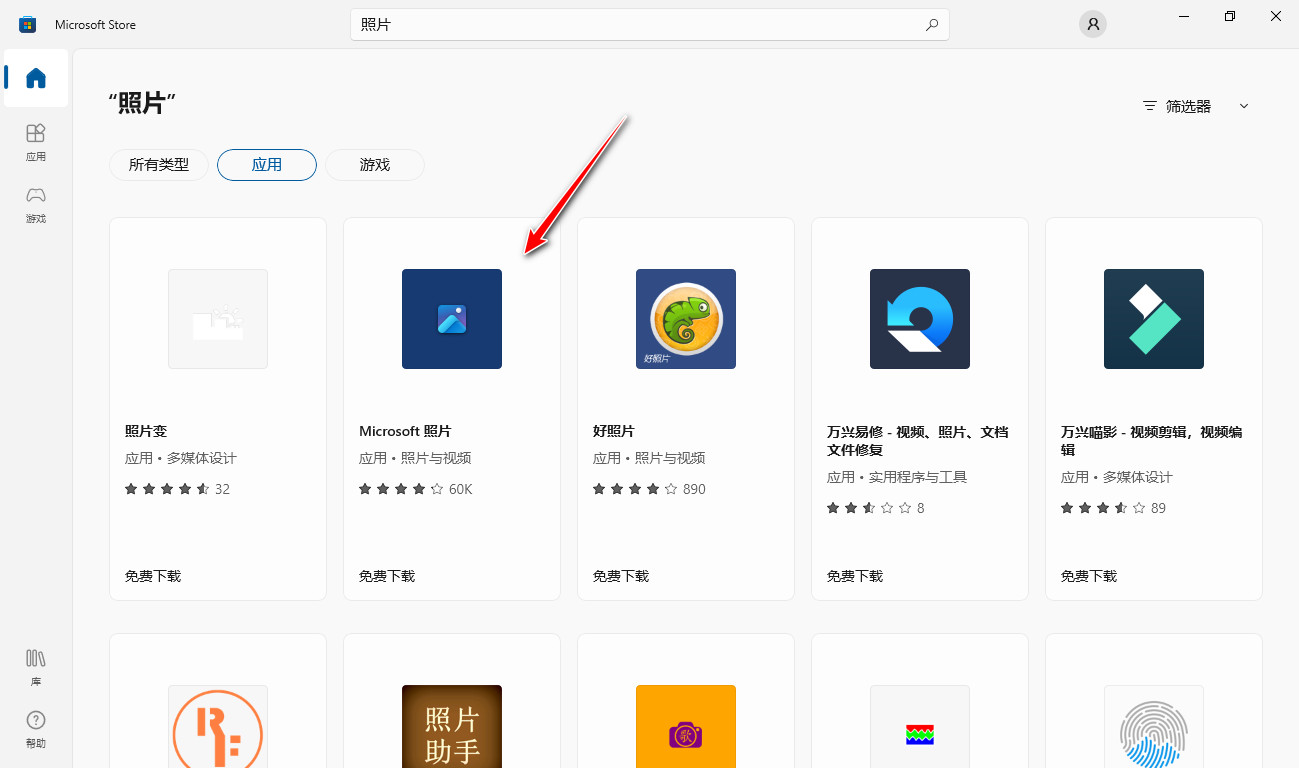 Microsoft Store
照片
应用
游戏
库
帮助
“照片”
筛选器
所有类型
应用
游戏
照片变
应用 • 多媒体设计
32
免费下载
Microsoft 照片
应用 • 照片与视频
60K
免费下载
好照片
好照片
应用 • 照片与视频
890
免费下载
万兴易修 - 视频、照片、文档
文件修复
应用 • 实用程序与工具
8
免费下载
万兴喵影 - 视频剪辑，视频编
辑
应用 • 多媒体设计
89
免费下载
照片
助手
歌